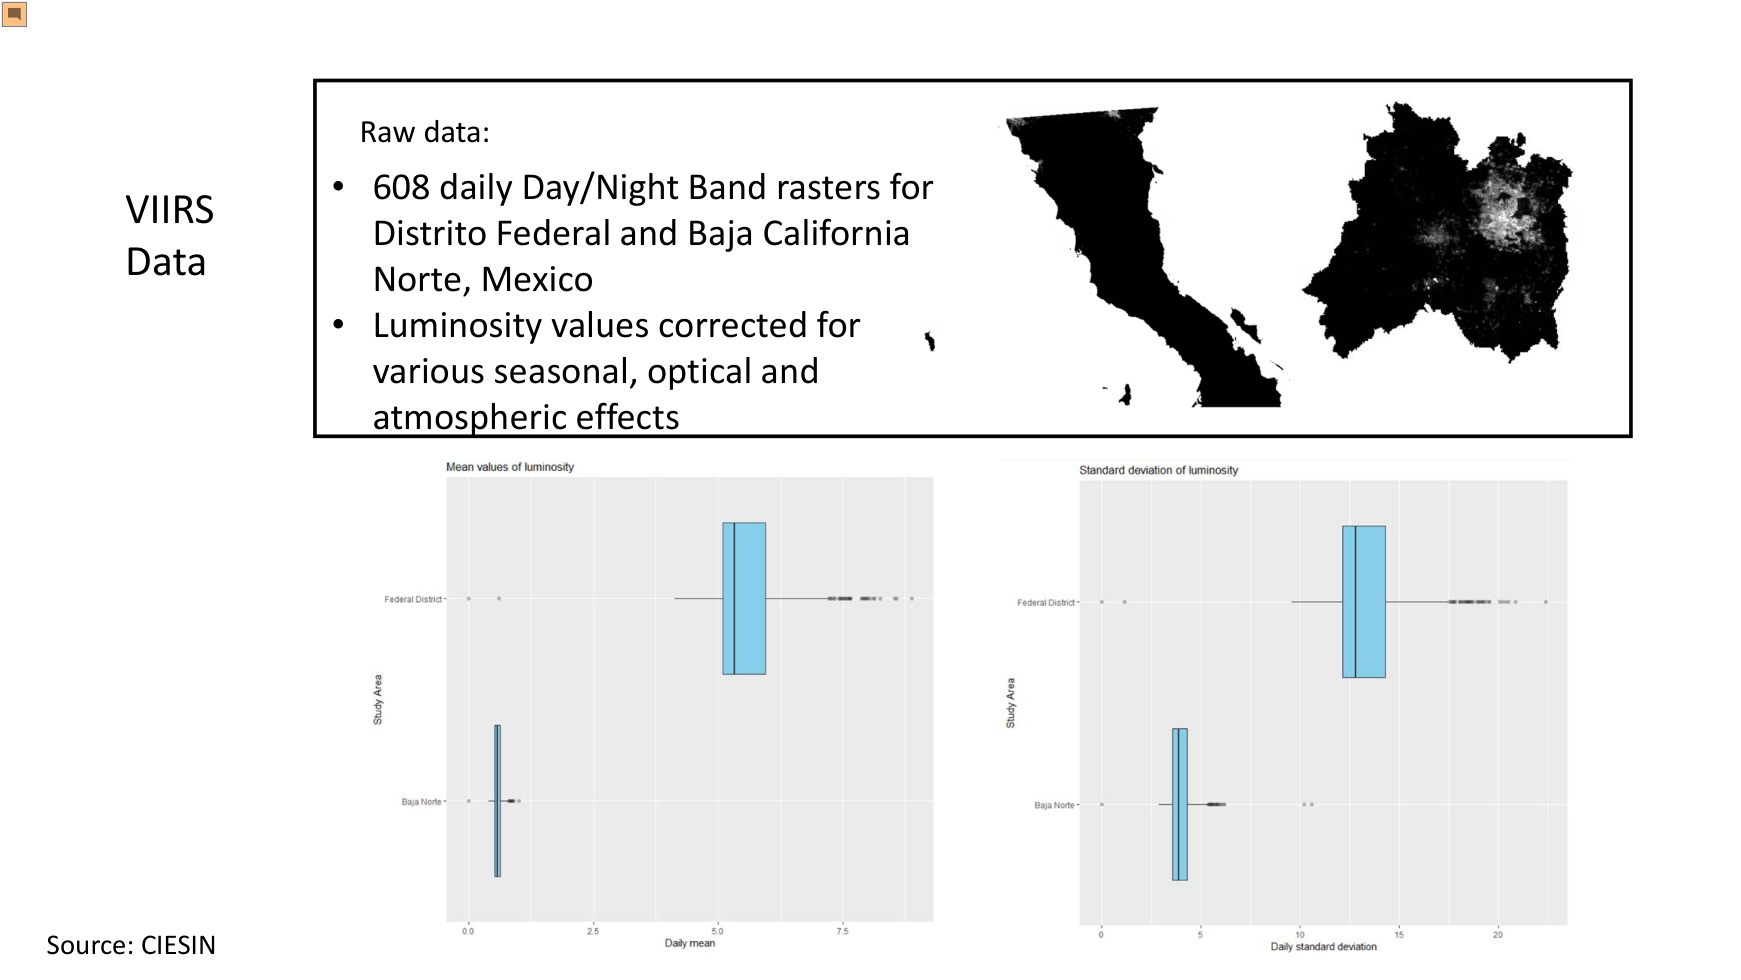 VIIRS
Data
Raw data:
• 608 daily Day/Night Band rasters for
Distrito Federal and Baja California
Norte, Mexico
• Luminosity values corrected for
various seasonal, optical and
atmospheric effects
Mean values of luminosity
Federal District
Study Area
Baja Norte
0.0 2.5 5.0 7.5
Daily mean
Standard deviation of luminosity
Federal District
Study Area
Baja Norte
0 5 10 15 20
Daily standard deviation
Source: CIESIN